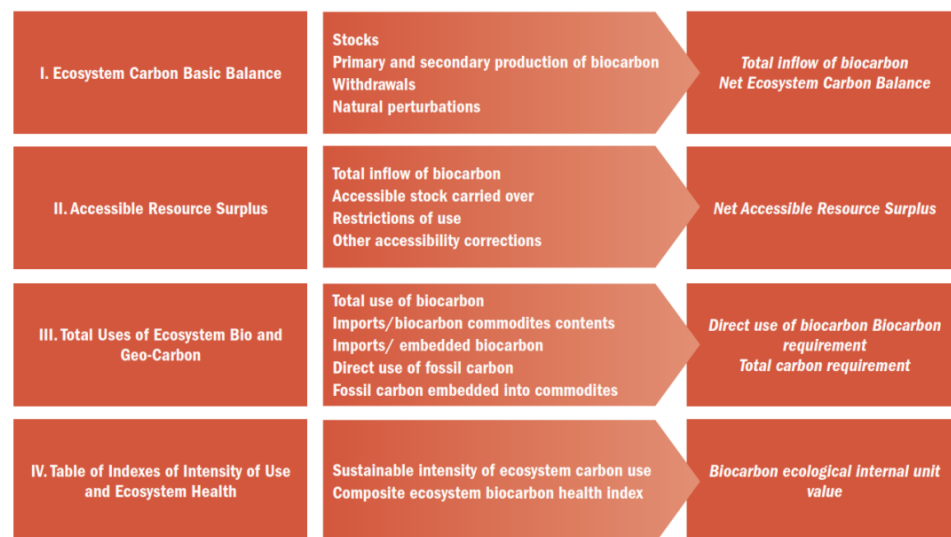 I. Ecosystem Carbon Basic Balance
Stocks
Primary and secondary production of biocarbon
Withdrawals
Natural perturbations
Total inflow of biocarbon
Net Ecosystem Carbon Balance
II. Accessible Resource Surplus
Total inflow of biocarbon
Accessible stock carried over
Restrictions of use
Other accessibility corrections
Net Accessible Resource Surplus
III. Total Uses of Ecosystem Bio and
Geo-Carbon
Total use of biocarbon
Imports/biocarbon commodites contents
Imports/ embedded biocarbon
Direct use of fossil carbon
Fossil carbon embedded into commodites
Direct use of biocarbon Biocarbon
requirement
Total carbon requirement
IV. Table of Indexes of Intensity of Use
and Ecosystem Health
Sustainable intensity of ecosystem carbon use
Composite ecosystem biocarbon health index
Biocarbon ecological internal unit
value